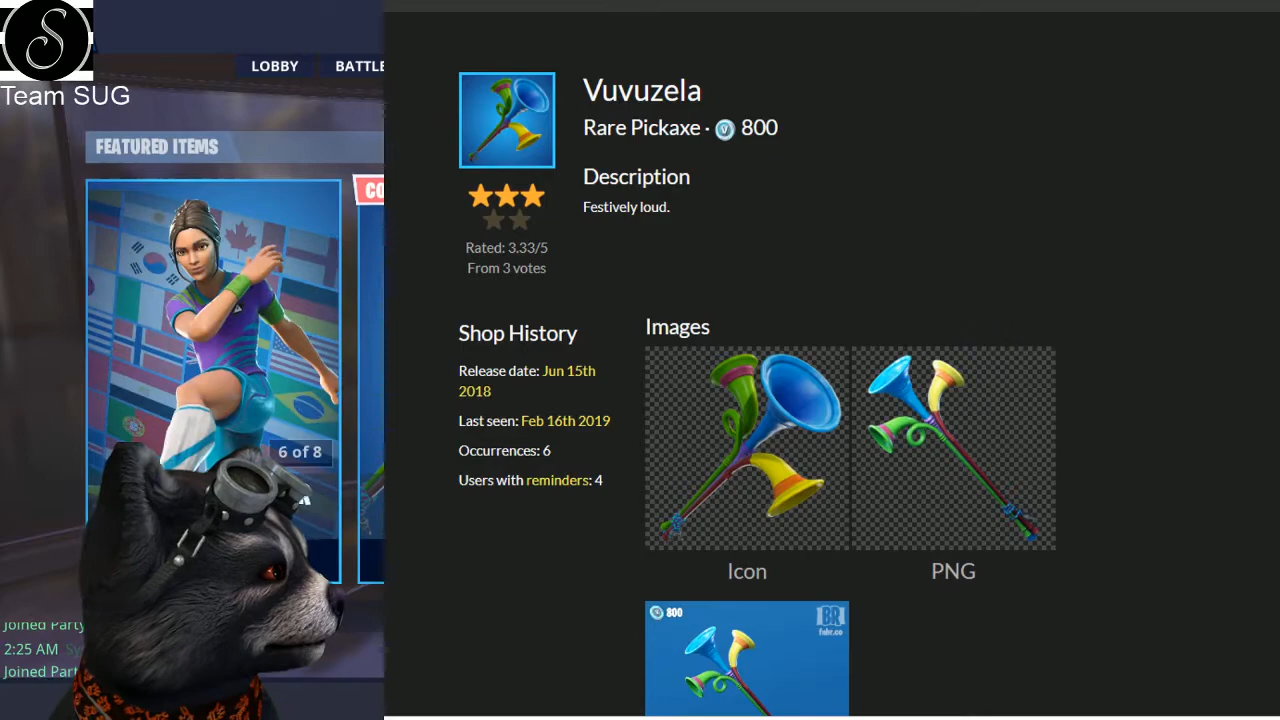 S
Team SUG
LOBBY
BATTLE
FEATURED ITEMS
CO
6 of 8
Joined Party
2:25 AM Sy
Joined Part
Vuvuzela
Rare Pickaxe · V 800
Description
Festively loud.
Rated: 3.33/5
From 3 votes
Shop History
Release date: Jun 15th
2018
Last seen: Feb 16th 2019
Occurrences: 6
Users with reminders: 4
Images
Icon
PNG
V 800
BR
fnbr.co